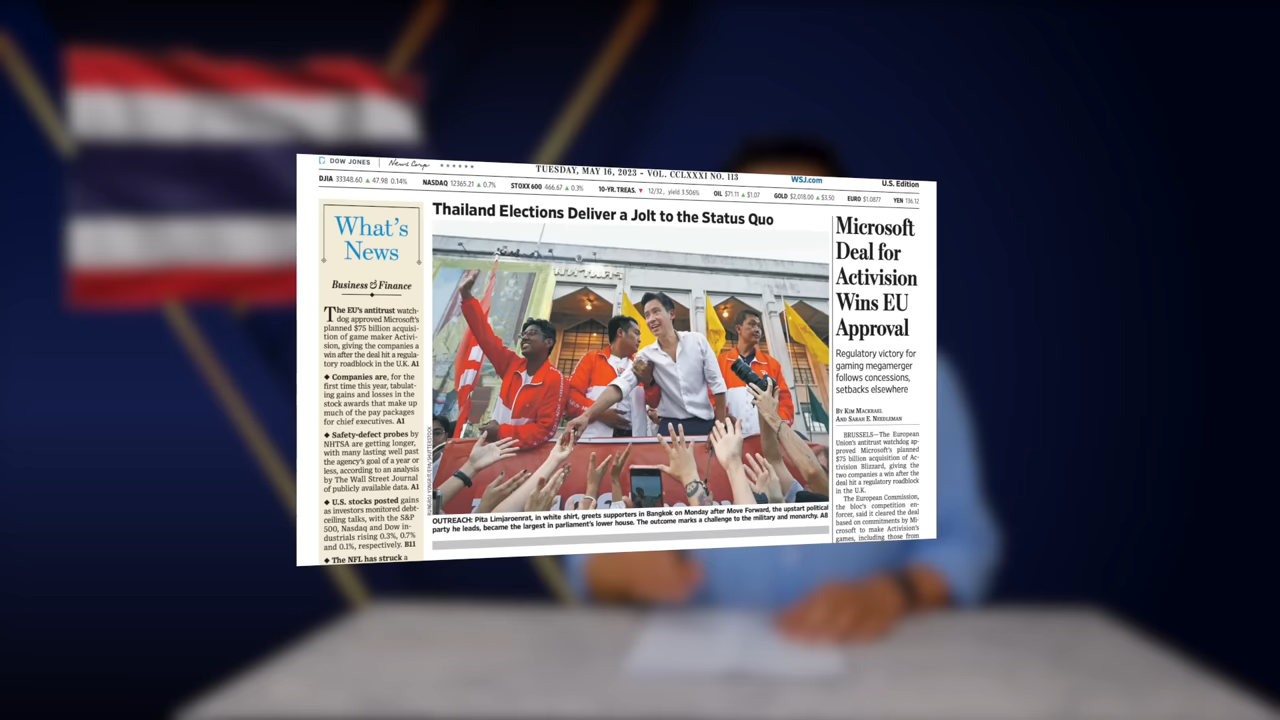 DOW JONES | News Corp ★★★★★★
TUESDAY, MAY 16, 2023 ~ VOL. CCLXXXI NO. 113
WSJ.com
U.S. Edition
DJIA 33348.60 ▲ 47.98 0.14%
NASDAQ 12365.21 ▲ 0.7%
STOXX 600 466.67 ▲ 0.3%
10-YR. TREAS. ▼ 12/32, yield 3.506%
OIL $71.11 ▲ $1.07
GOLD $2,018.00 ▲ $3.50
EURO $1.0877
YEN 136.12
What's
News
Business & Finance
The EU's antitrust watch-
dog approved Microsoft's
planned $75 billion acquisi-
tion of game maker Activi-
sion, giving the companies a
win after the deal hit a regula-
tory roadblock in the U.K. A1
◆ Companies are, for the
first time this year, tabulat-
ing gains and losses in the
stock awards that make up
much of the pay packages
for chief executives. A1
◆ Safety-defect probes by
NHTSA are getting longer,
with many lasting well past
the agency's goal of a year or
less, according to an analysis
by The Wall Street Journal
of publicly available data. A1
◆ U.S. stocks posted gains
as investors monitored debt-
ceiling talks, with the S&P
500, Nasdaq and Dow in-
dustrials rising 0.3%, 0.7%
and 0.1%, respectively. B11
◆ The NFL has struck a
Thailand Elections Deliver a Jolt to the Status Quo
OUTREACH: Pita Limjaroenrat, in white shirt, greets supporters in Bangkok on Monday after Move Forward, the upstart political
party he leads, became the largest in parliament's lower house. The outcome marks a challenge to the military and monarchy. A8
Microsoft
Deal for
Activision
Wins EU
Approval
Regulatory victory for
gaming megamerger
follows concessions,
setbacks elsewhere
BY KIM MACKRAEL
AND SARAH E. NEEDLEMAN
BRUSSELS—The European
Union's antitrust watchdog ap-
proved Microsoft's planned
$75 billion acquisition of Ac-
tivision Blizzard, giving the
two companies a win after the
deal hit a regulatory roadblock
in the U.K.
The European Commission,
the bloc's competition en-
forcer, said it cleared the deal
based on commitments by Mi-
crosoft to make Activision's
games, including those from